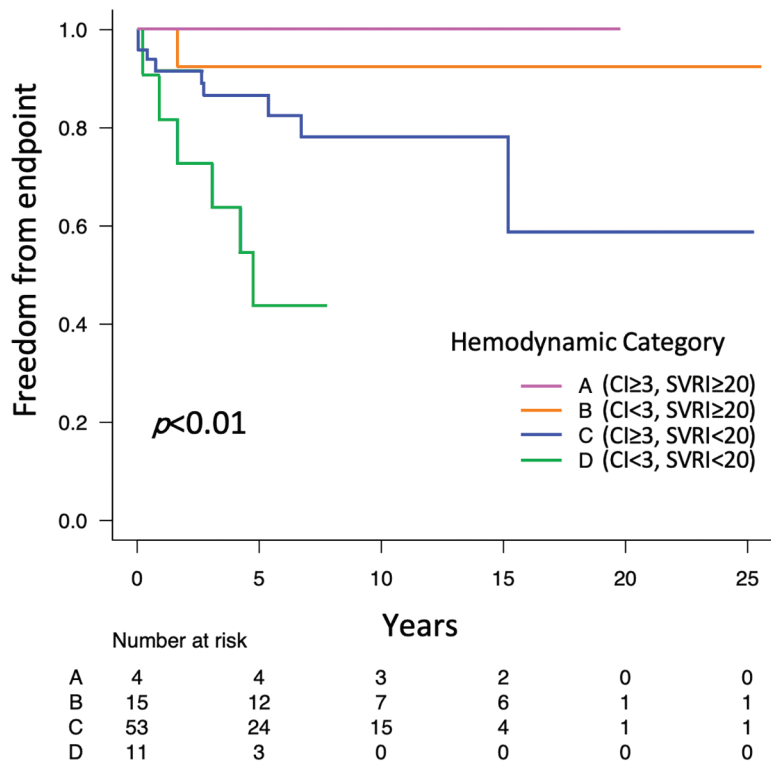 Freedom from endpoint
1.0
0.8
0.6
0.4
0.2
0.0
p<0.01
Hemodynamic Category
A (CI≥3, SVRI≥20)
B (CI<3, SVRI≥20)
C (CI≥3, SVRI<20)
D (CI<3, SVRI<20)
0 5 10 15 20 25
Years
Number at risk
A 4 4 3 2 0 0
B 15 12 7 6 1 1
C 53 24 15 4 1 1
D 11 3 0 0 0 0